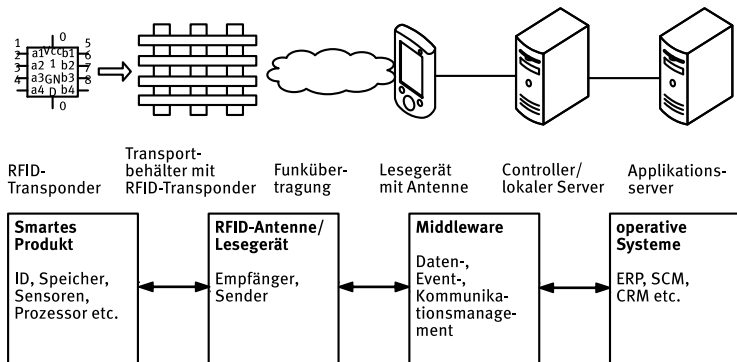 0
1 a1 Vcc b1 5
2 a2 1 b2 6
3 a3 GN b3 7
4 a4 D b4 8
0
RFID-
Transponder
Transport-
behälter mit
RFID-Transponder
Funküber-
tragung
Lesegerät
mit Antenne
Controller/
lokaler Server
Applikations-
server
Smartes
Produkt
ID, Speicher,
Sensoren,
Prozessor etc.
RFID-Antenne/
Lesegerät
Empfänger,
Sender
Middleware
Daten-,
Event-,
Kommunika-
tionsmanage-
ment
operative
Systeme
ERP, SCM,
CRM etc.